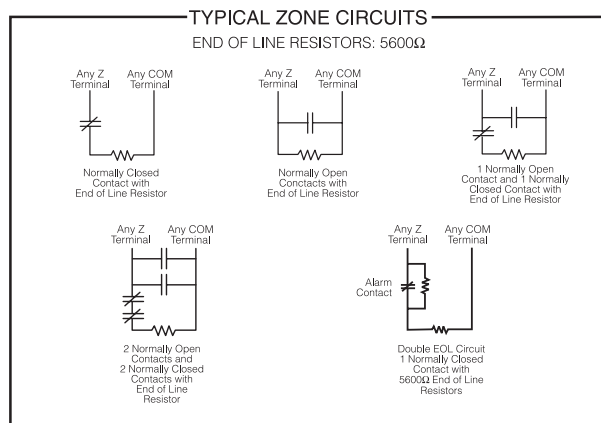 TYPICAL ZONE CIRCUITS
END OF LINE RESISTORS: 5600Ω
Any Z Terminal
Any COM Terminal
Normally Closed
Contact with
End of Line Resistor
Any Z Terminal
Any COM Terminal
Normally Open
Conctacts with
End of Line Resistor
Any Z Terminal
Any COM Terminal
1 Normally Open
Contact and 1 Normally
Closed Contact with
End of Line Resistor
Any Z Terminal
Any COM Terminal
2 Normally Open
Contacts and
2 Normally Closed
Contacts with
End of Line
Resistor
Any Z Terminal
Any COM Terminal
Alarm
Contact
Double EOL Circuit
1 Normally Closed
Contact with
5600Ω End of Line
Resistors